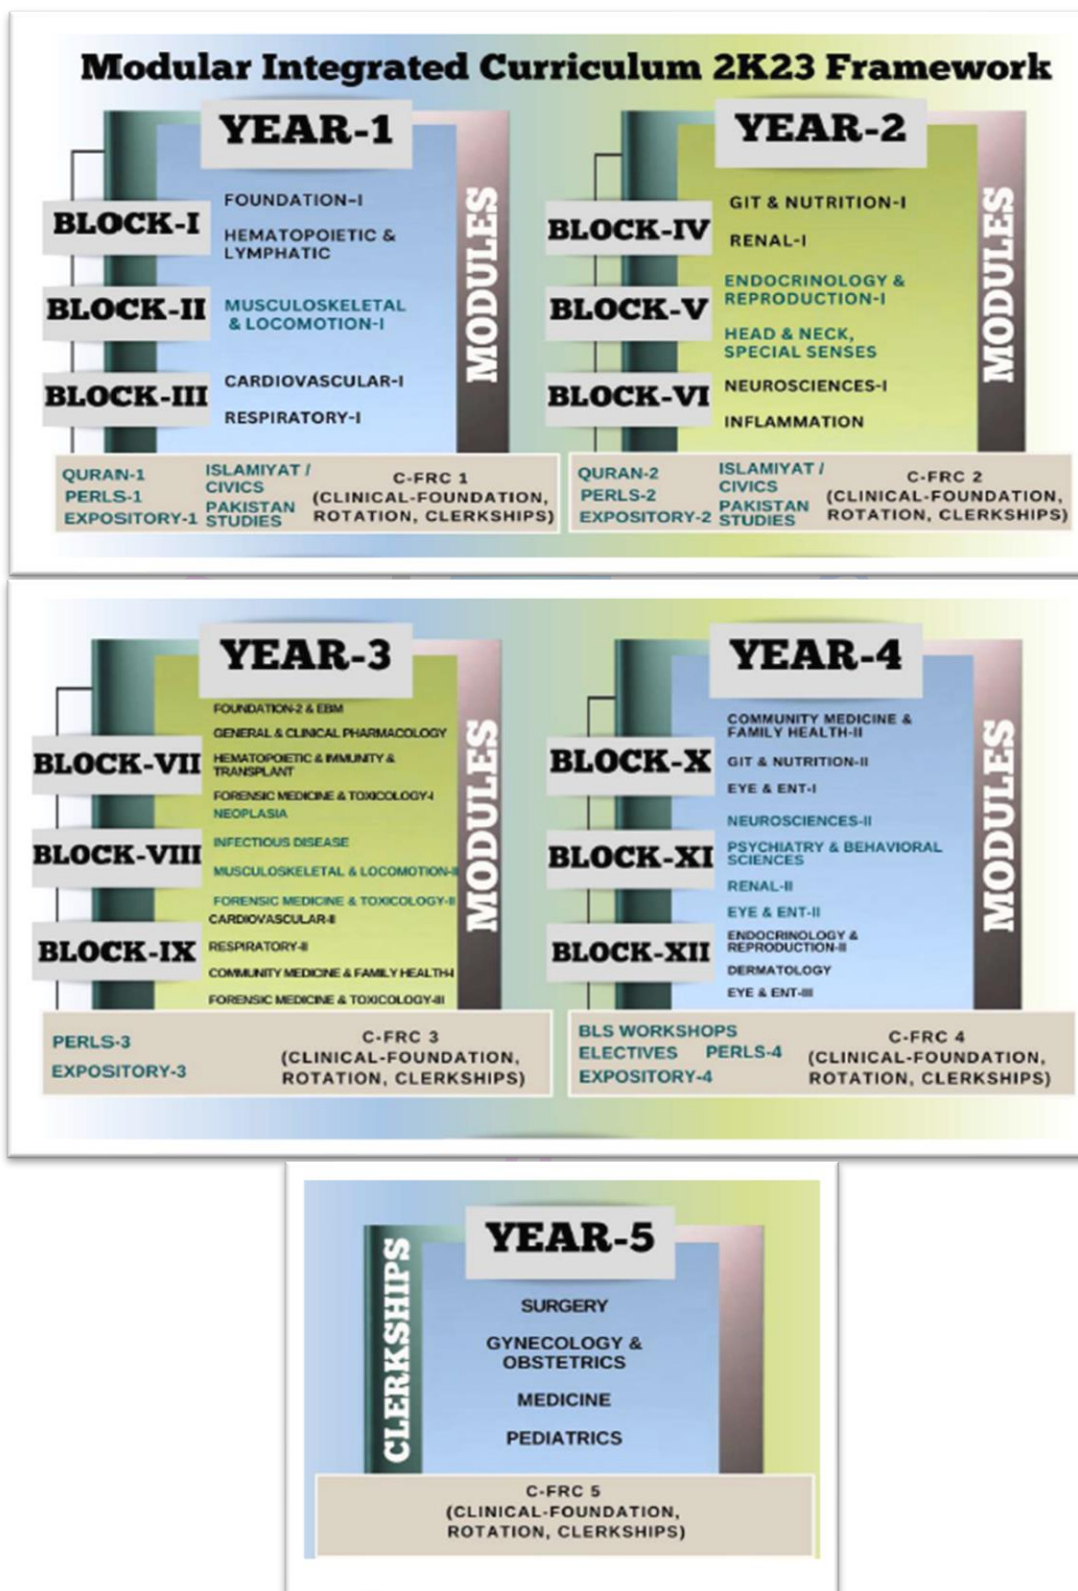 Modular Integrated Curriculum 2K23 Framework
YEAR-1
BLOCK-I
FOUNDATION-I
HEMATOPOIETIC &
LYMPHATIC
BLOCK-II
MUSCULOSKELETAL
& LOCOMOTION-I
BLOCK-III
CARDIOVASCULAR-I
RESPIRATORY-I
MODULES
QURAN-1
PERLS-1
EXPOSITORY-1
ISLAMIYAT /
CIVICS
PAKISTAN
STUDIES
C-FRC 1
(CLINICAL-FOUNDATION,
ROTATION, CLERKSHIPS)
YEAR-2
BLOCK-IV
GIT & NUTRITION-I
RENAL-I
BLOCK-V
ENDOCRINOLOGY &
REPRODUCTION-I
HEAD & NECK,
SPECIAL SENSES
BLOCK-VI
NEUROSCIENCES-I
INFLAMMATION
MODULES
QURAN-2
PERLS-2
EXPOSITORY-2
ISLAMIYAT /
CIVICS
PAKISTAN
STUDIES
C-FRC 2
(CLINICAL-FOUNDATION,
ROTATION, CLERKSHIPS)
YEAR-3
BLOCK-VII
FOUNDATION-2 & EBM
GENERAL & CLINICAL PHARMACOLOGY
HEMATOPOIETIC & IMMUNITY &
TRANSPLANT
FORENSIC MEDICINE & TOXICOLOGY-I
BLOCK-VIII
NEOPLASIA
INFECTIOUS DISEASE
MUSCULOSKELETAL & LOCOMOTION-II
FORENSIC MEDICINE & TOXICOLOGY-II
BLOCK-IX
CARDIOVASCULAR-II
RESPIRATORY-II
COMMUNITY MEDICINE & FAMILY HEALTH-I
FORENSIC MEDICINE & TOXICOLOGY-III
MODULES
PERLS-3
EXPOSITORY-3
C-FRC 3
(CLINICAL-FOUNDATION,
ROTATION, CLERKSHIPS)
YEAR-4
BLOCK-X
COMMUNITY MEDICINE &
FAMILY HEALTH-II
GIT & NUTRITION-II
EYE & ENT-I
BLOCK-XI
NEUROSCIENCES-II
PSYCHIATRY & BEHAVIORAL
SCIENCES
RENAL-II
EYE & ENT-II
BLOCK-XII
ENDOCRINOLOGY &
REPRODUCTION-II
DERMATOLOGY
EYE & ENT-III
MODULES
BLS WORKSHOPS
ELECTIVES PERLS-4
EXPOSITORY-4
C-FRC 4
(CLINICAL-FOUNDATION,
ROTATION, CLERKSHIPS)
YEAR-5
CLERKSHIPS
SURGERY
GYNECOLOGY &
OBSTETRICS
MEDICINE
PEDIATRICS
C-FRC 5
(CLINICAL-FOUNDATION,
ROTATION, CLERKSHIPS)